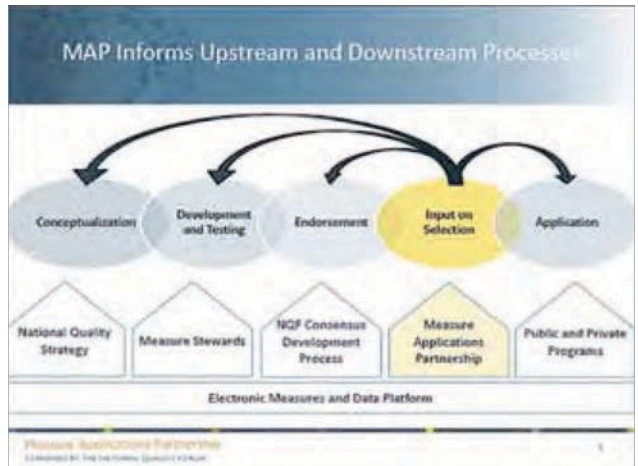 MAP Informs Upstream and Downstream Processes
Conceptualization
Development
and Testing
Endorsement
Input on
Selection
Application
National Quality
Strategy
Measure Stewards
NQF Consensus
Development
Process
Measure
Applications
Partnership
Public and Private
Programs
Electronic Measures and Data Platform
Measure Applications Partnership
CONVENED BY THE NATIONAL QUALITY FORUM